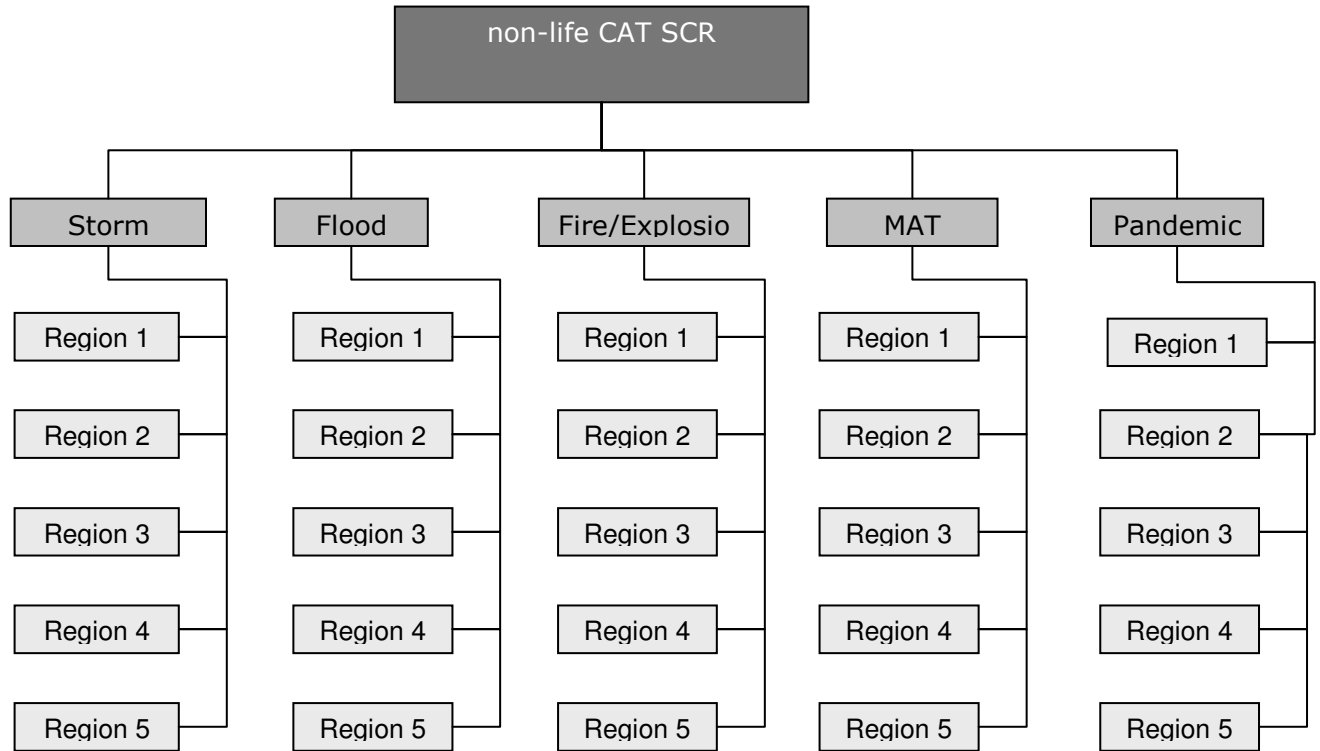 non-life CAT SCR
Storm
Flood
Fire/Explosio
MAT
Pandemic
Region 1
Region 1
Region 1
Region 1
Region 1
Region 2
Region 2
Region 2
Region 2
Region 2
Region 3
Region 3
Region 3
Region 3
Region 3
Region 4
Region 4
Region 4
Region 4
Region 4
Region 5
Region 5
Region 5
Region 5
Region 5